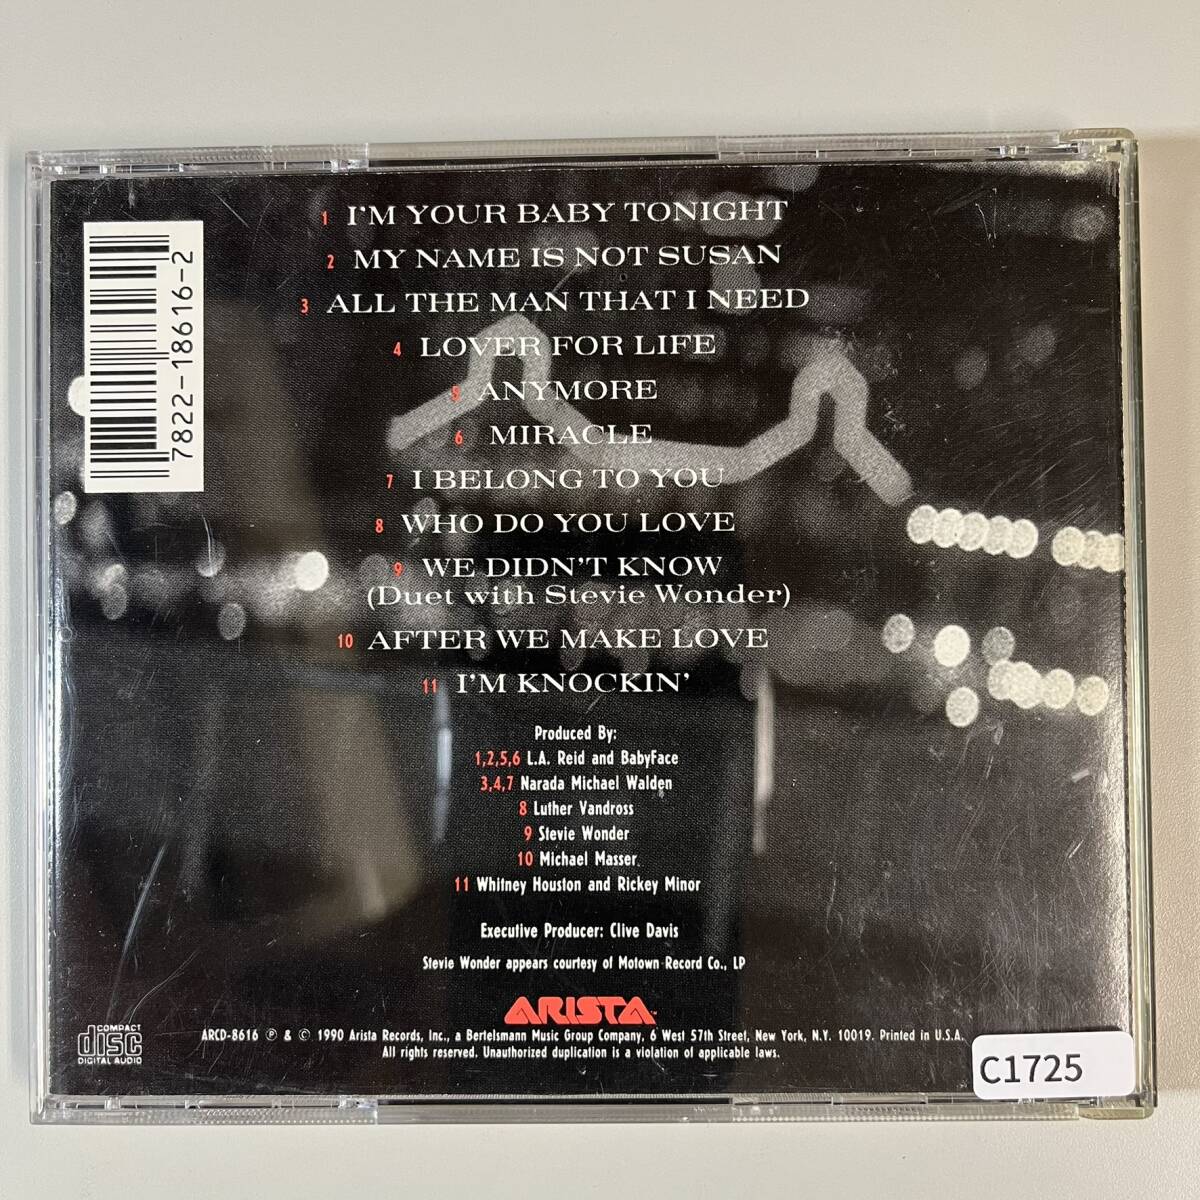 1 I'M YOUR BABY TONIGHT
2 MY NAME IS NOT SUSAN
3 ALL THE MAN THAT I NEED
4 LOVER FOR LIFE
5 ANYMORE
6 MIRACLE
7 I BELONG TO YOU
8 WHO DO YOU LOVE
9 WE DIDN'T KNOW
(Duet with Stevie Wonder)
10 AFTER WE MAKE LOVE
11 I'M KNOCKIN'
7822-18616-2
Produced By:
1,2,5,6 L.A. Reid and BabyFace
3,4,7 Narada Michael Walden
8 Luther Vandross
9 Stevie Wonder
10 Michael Masser
11 Whitney Houston and Rickey Minor
Executive Producer: Clive Davis
Stevie Wonder appears courtesy of Motown Record Co., LP
ARISTA™
COMPACT
disc
DIGITAL AUDIO
ARCD-8616 ℗ & © 1990 Arista Records, Inc., a Bertelsmann Music Group Company, 6 West 57th Street, New York, N.Y. 10019. Printed in U.S.A.
All rights reserved. Unauthorized duplication is a violation of applicable laws.
C1725